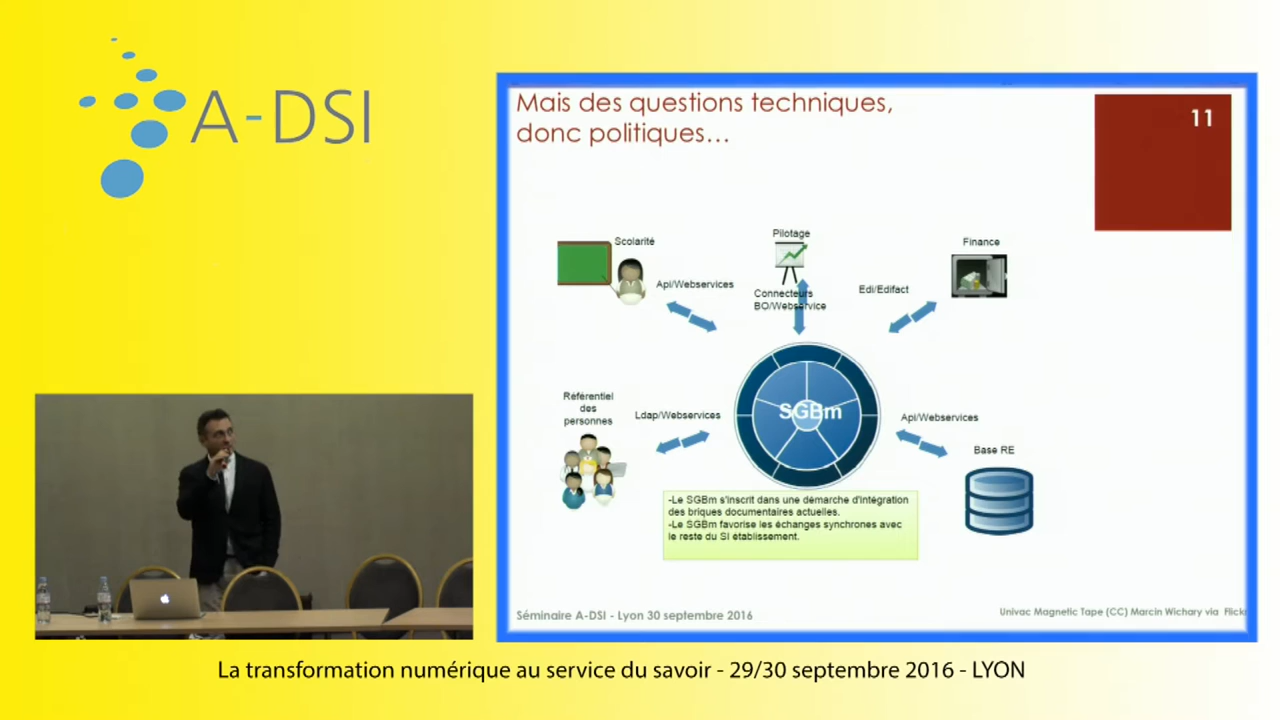 A-DSI
Mais des questions techniques,
donc politiques…
11
Scolarité
Pilotage
Finance
Api/Webservices
Connecteurs
BO/Webservice
Edi/Edifact
Référentiel
des
personnes
Ldap/Webservices
SGBm
Api/Webservices
Base RE
-Le SGBm s'inscrit dans une démarche d'intégration
des briques documentaires actuelles.
-Le SGBm favorise les échanges synchrones avec
le reste du SI établissement.
Séminaire A-DSI - Lyon 30 septembre 2016
Univac Magnetic Tape (CC) Marcin Wichary via Flickr
La transformation numérique au service du savoir - 29/30 septembre 2016 - LYON